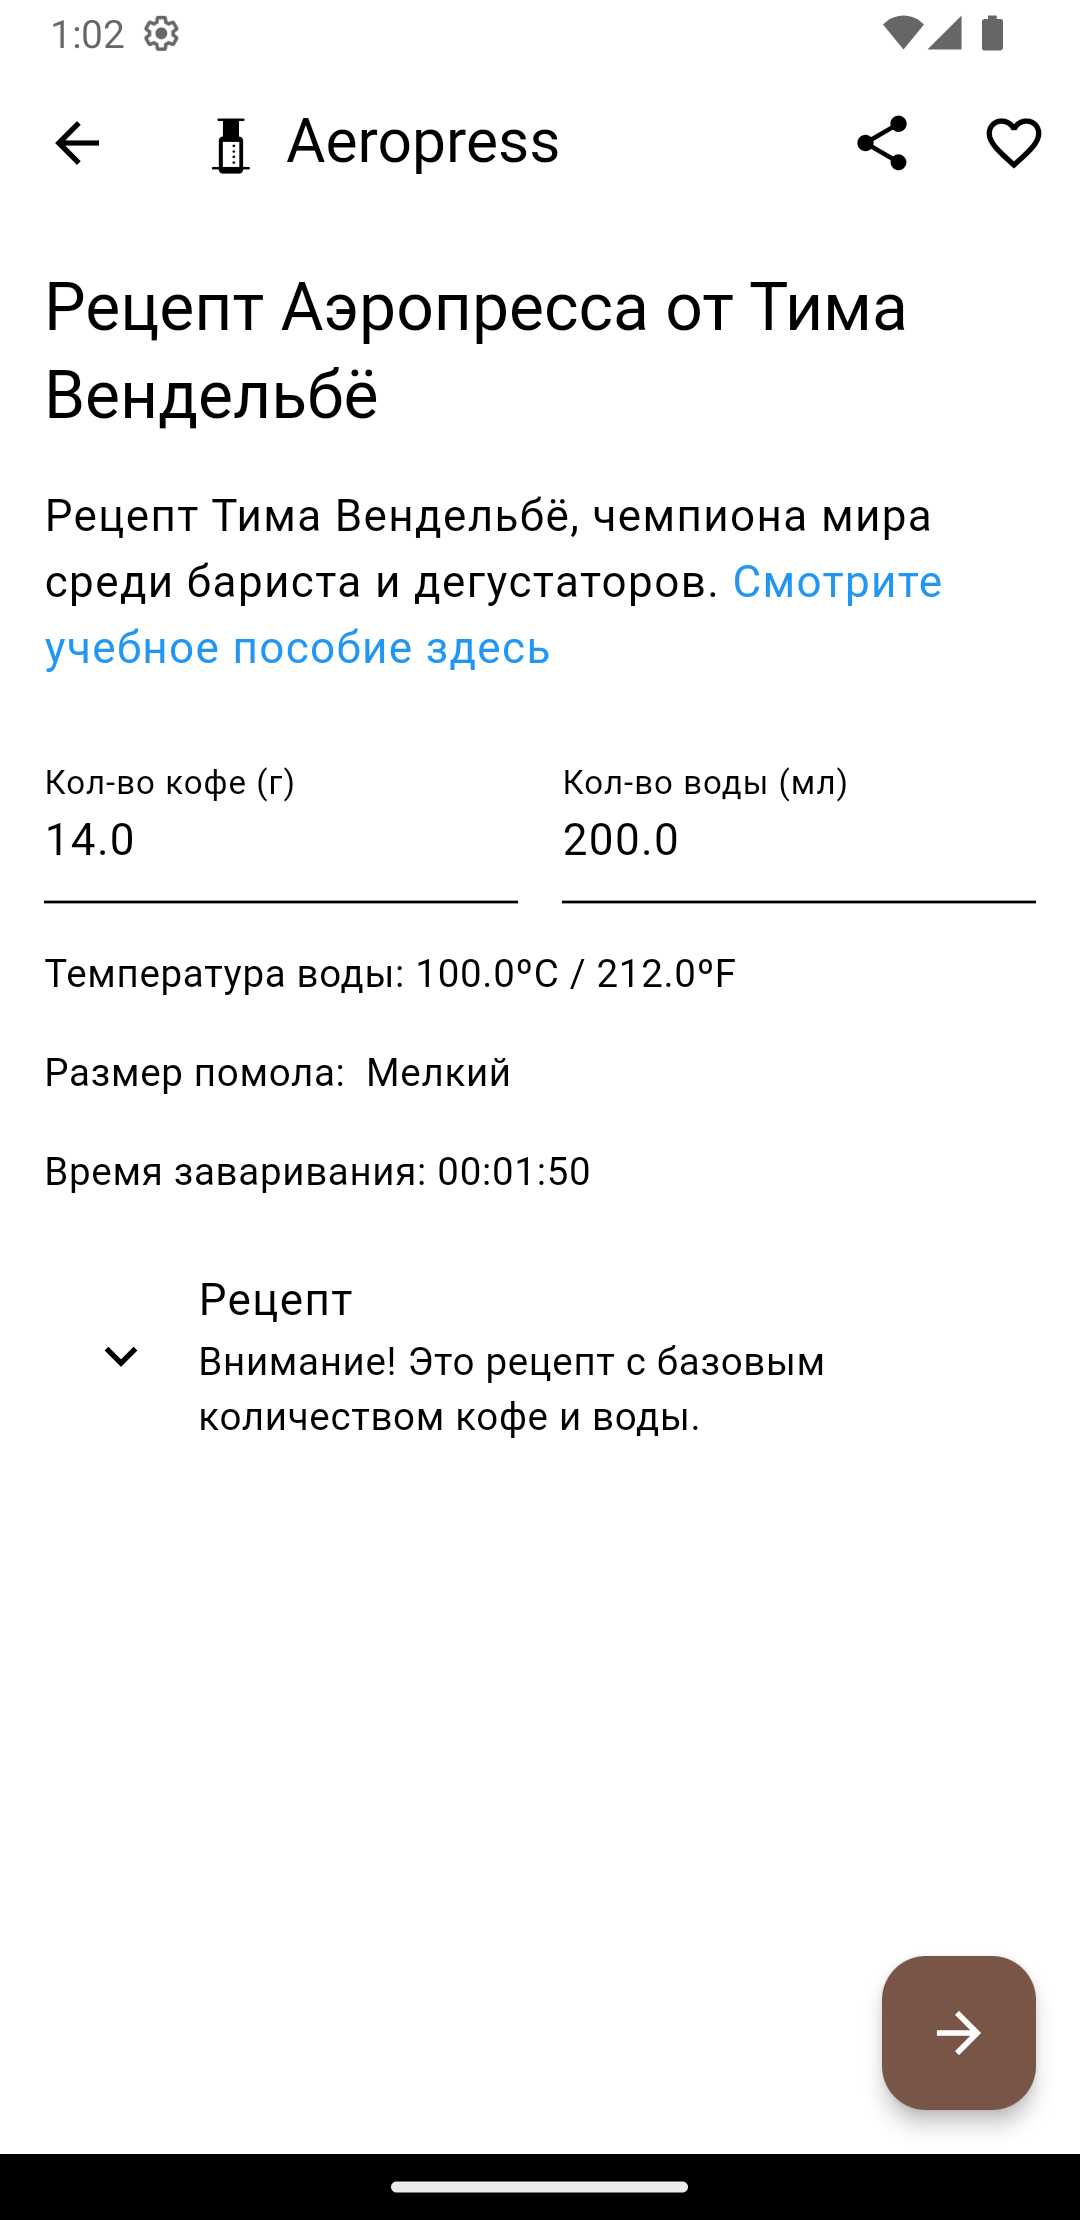 1:02
Aeropress
Рецепт Аэропресса от Тима
Вендельбё
Рецепт Тима Вендельбё, чемпиона мира
среди бариста и дегустаторов. Смотрите
учебное пособие здесь
Кол-во кофе (г) Кол-во воды (мл)
14.0 200.0
Температура воды: 100.0ºC / 212.0ºF
Размер помола:  Мелкий
Время заваривания: 00:01:50
Рецепт
Внимание! Это рецепт с базовым
количеством кофе и воды.